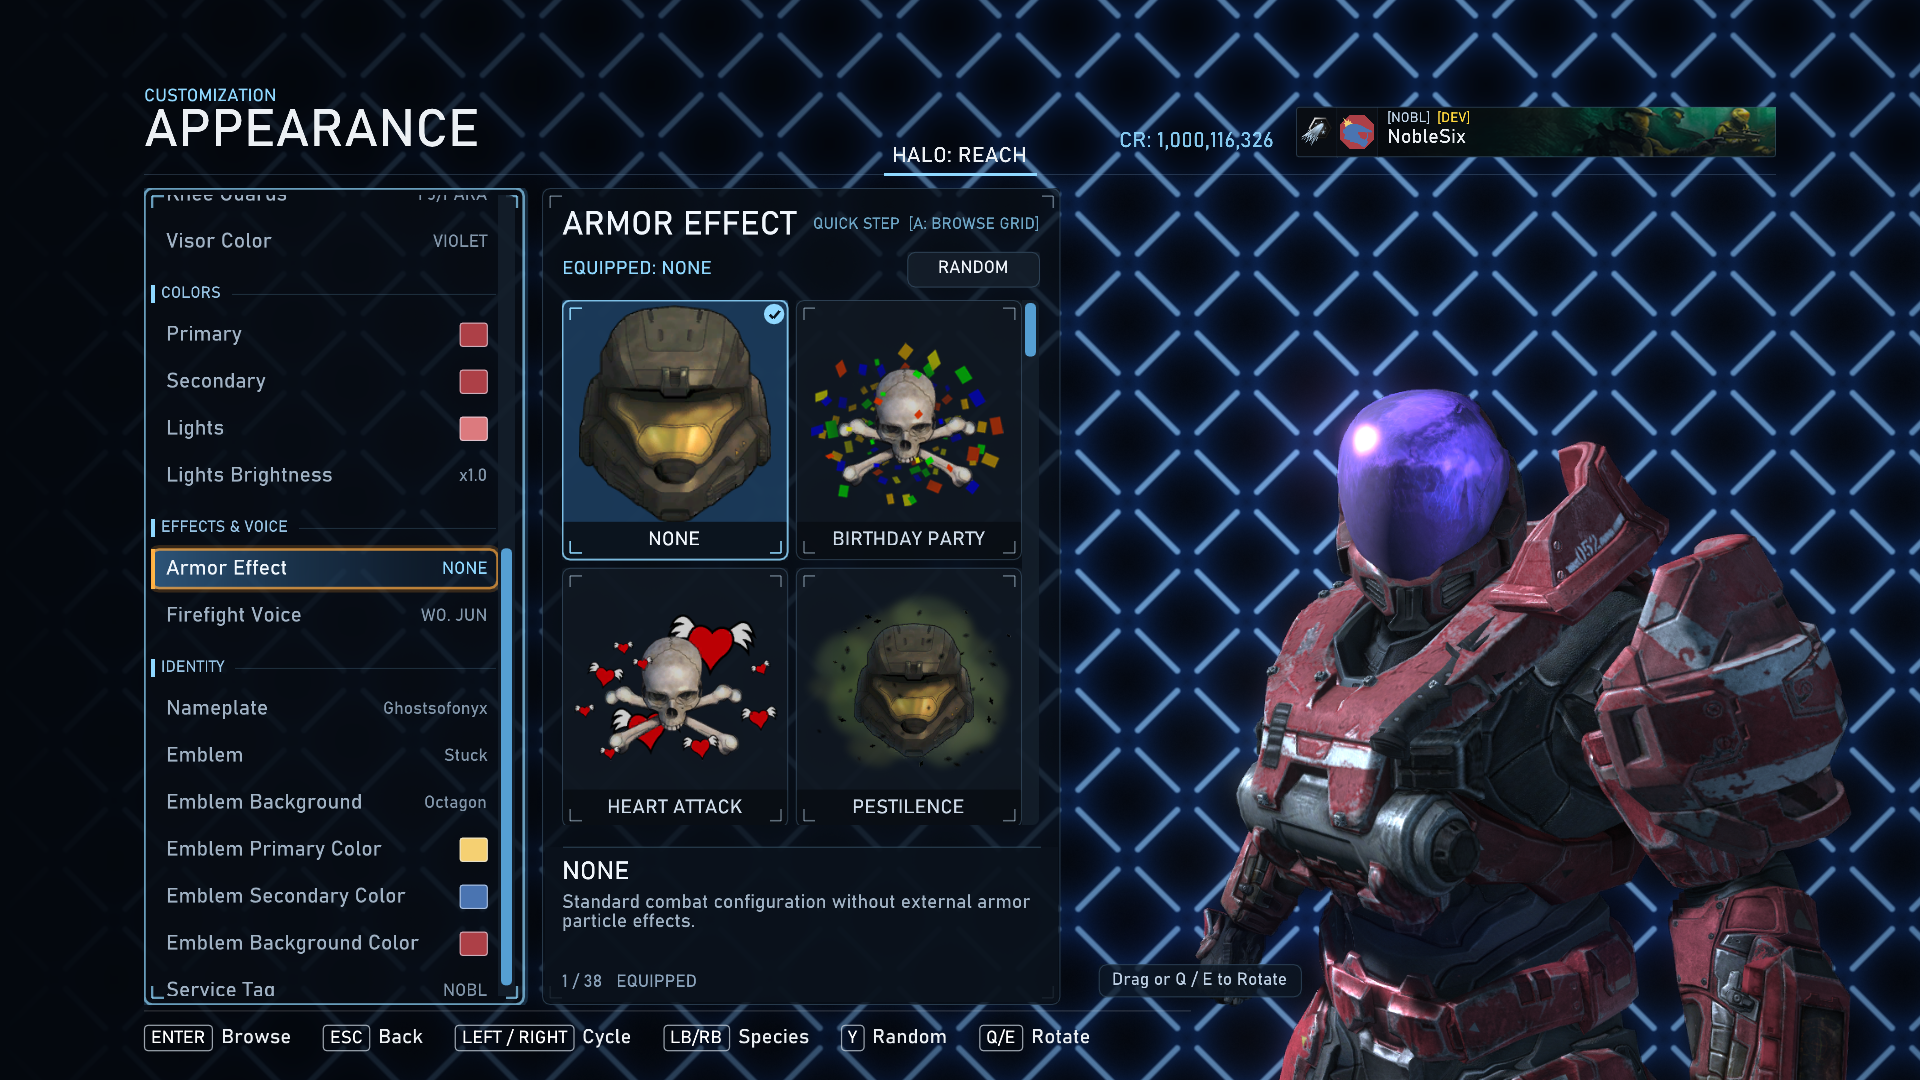 CUSTOMIZATION
APPEARANCE
HALO: REACH
CR: 1,000,116,326
[NOBL] [DEV]
NobleSix
Knee Guards
Visor Color VIOLET
COLORS
Primary
Secondary
Lights
Lights Brightness x1.0
EFFECTS & VOICE
Armor Effect NONE
Firefight Voice WO. JUN
IDENTITY
Nameplate Ghostsofonyx
Emblem Stuck
Emblem Background Octagon
Emblem Primary Color
Emblem Secondary Color
Emblem Background Color
Service Tag NOBL
ARMOR EFFECT QUICK STEP [A: BROWSE GRID]
EQUIPPED: NONE RANDOM
NONE BIRTHDAY PARTY
HEART ATTACK PESTILENCE
NONE
Standard combat configuration without external armor
particle effects.
1 / 38 EQUIPPED
052
Drag or Q / E to Rotate
ENTER Browse ESC Back LEFT / RIGHT Cycle LB/RB Species Y Random Q/E Rotate